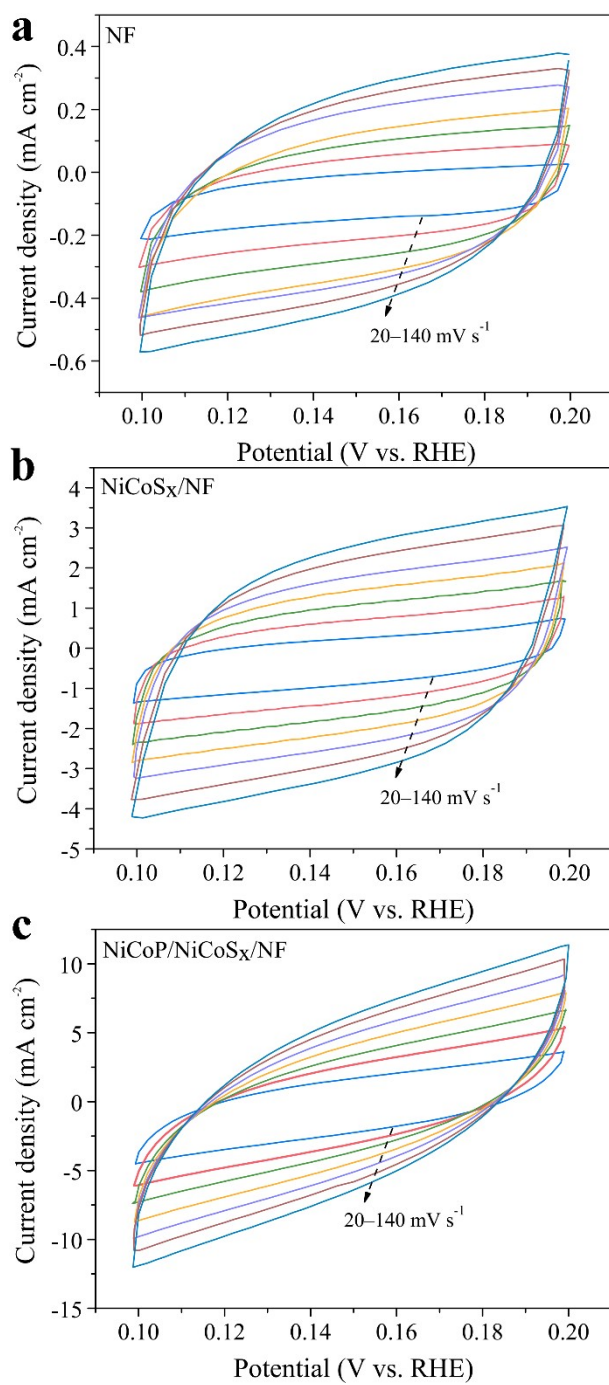 a
NF
0.4
0.2
0.0
-0.2
-0.4
-0.6
Current density (mA cm⁻²)
20–140 mV s⁻¹
0.10 0.12 0.14 0.16 0.18 0.20
Potential (V vs. RHE)
b
NiCoSx/NF
4
3
2
1
0
-1
-2
-3
-4
-5
Current density (mA cm⁻²)
20–140 mV s⁻¹
0.10 0.12 0.14 0.16 0.18 0.20
Potential (V vs. RHE)
c
NiCoP/NiCoSx/NF
10
5
0
-5
-10
-15
Current density (mA cm⁻²)
20–140 mV s⁻¹
0.10 0.12 0.14 0.16 0.18 0.20
Potential (V vs. RHE)